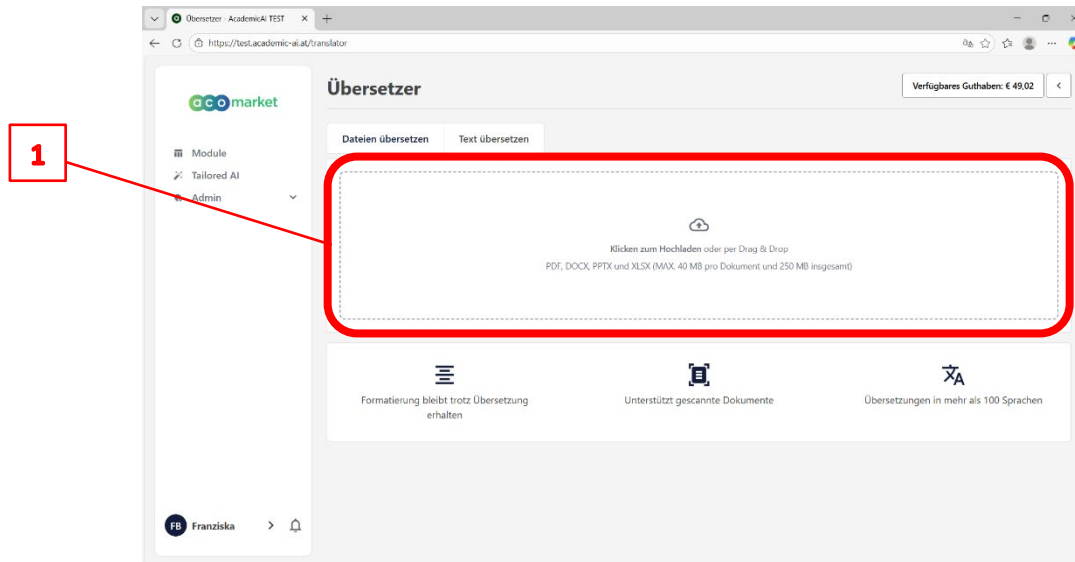 Übersetzer - AcademicAI TEST
https://test.academic-ai.at/translator
aco market
Übersetzer
Verfügbares Guthaben: € 49,02
Dateien übersetzen
Text übersetzen
1
Module
Tailored AI
Admin
Klicken zum Hochladen oder per Drag & Drop
PDF, DOCX, PPTX und XLSX (MAX. 40 MB pro Dokument und 250 MB insgesamt)
Formatierung bleibt trotz Übersetzung
erhalten
Unterstützt gescannte Dokumente
Übersetzungen in mehr als 100 Sprachen
FB Franziska